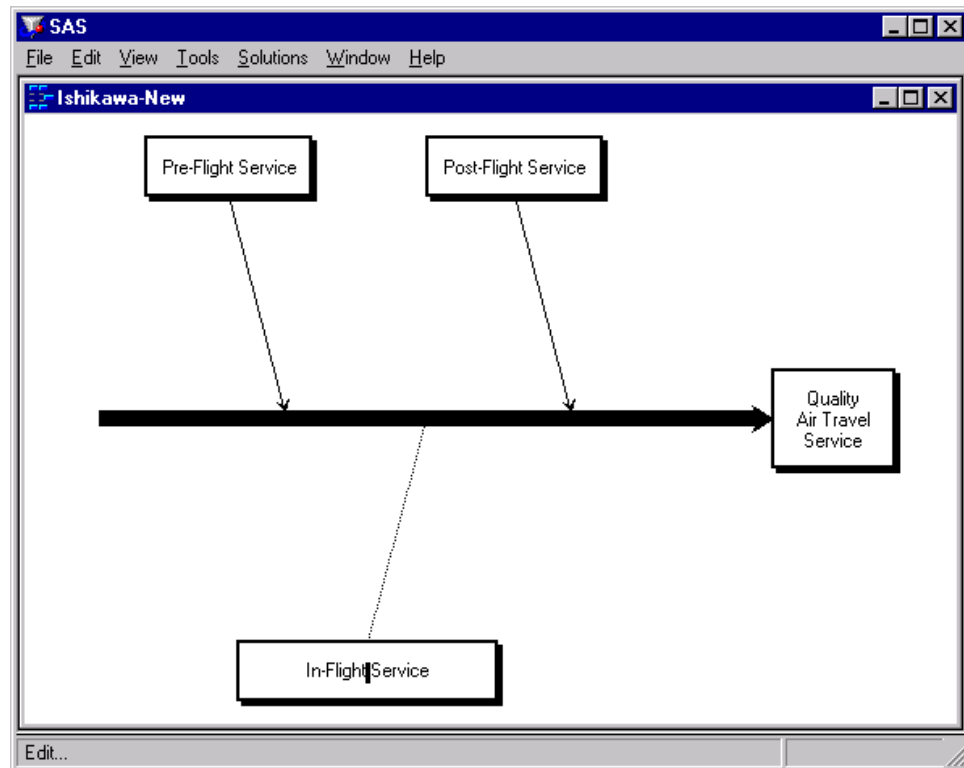 SAS
File Edit View Tools Solutions Window Help
Ishikawa-New
Pre-Flight Service
Post-Flight Service
Quality
Air Travel
Service
In-Flight Service
Edit...